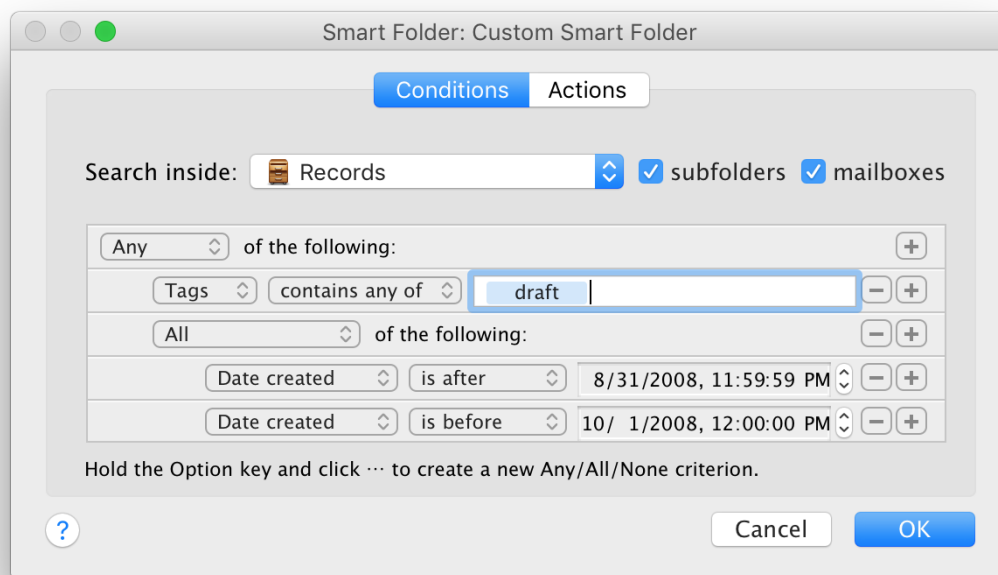 Smart Folder: Custom Smart Folder
Conditions Actions
Search inside: Records subfolders mailboxes
Any of the following:
Tags contains any of draft
All of the following:
Date created is after 8/31/2008, 11:59:59 PM
Date created is before 10/ 1/2008, 12:00:00 PM
Hold the Option key and click ··· to create a new Any/All/None criterion.
? Cancel OK